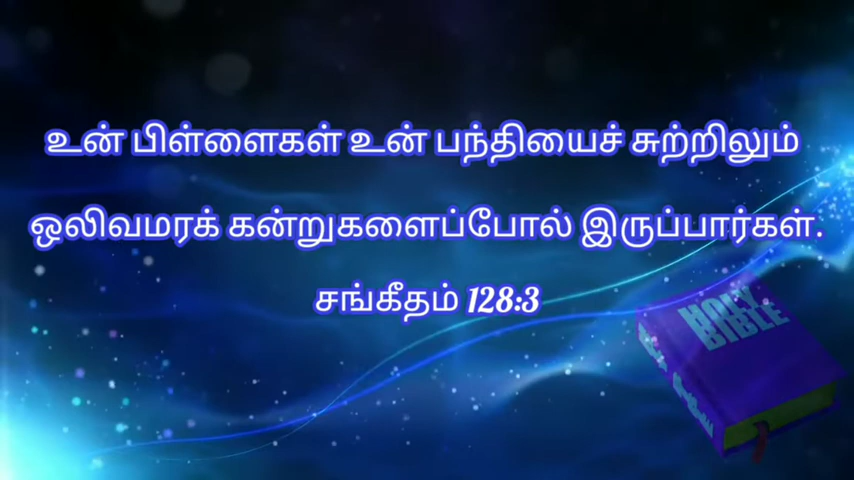 உன் பிள்ளைகள் உன் பந்தியைச் சுற்றிலும்
ஒலிவமரக் கன்றுகளைப்போல் இருப்பார்கள்.
சங்கீதம் 128:3
HOLY
BIBLE